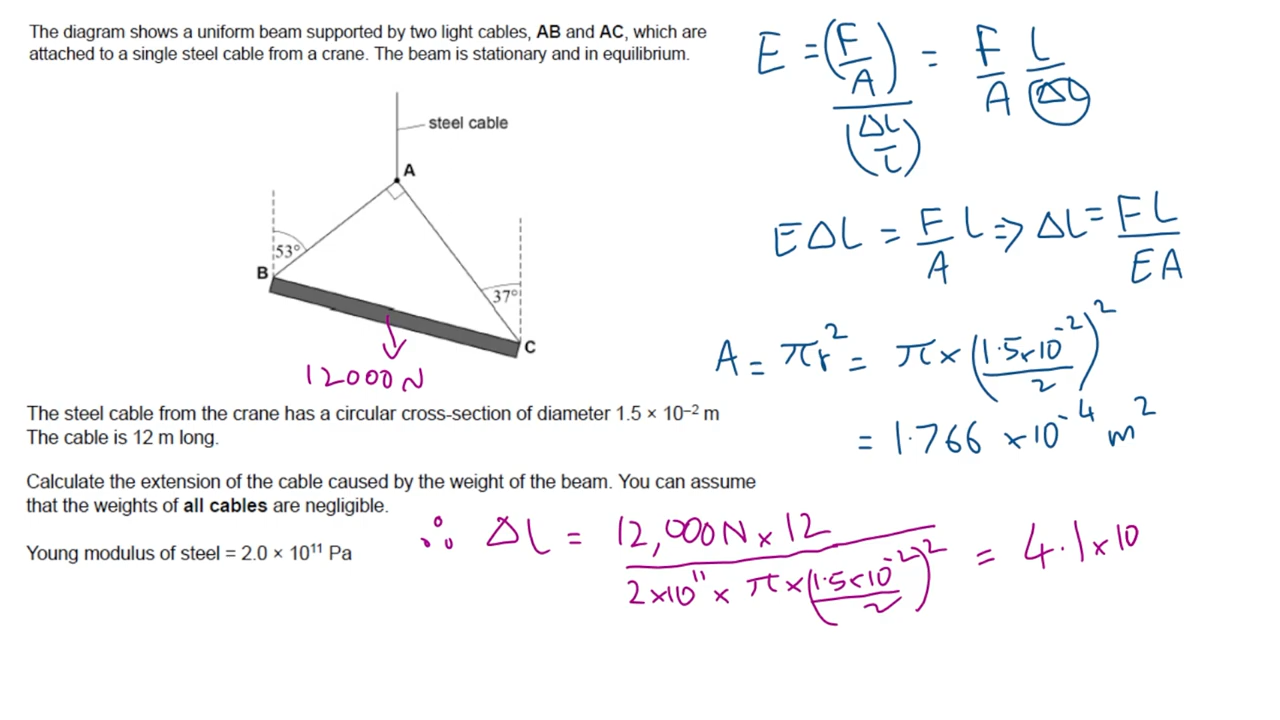 The diagram shows a uniform beam supported by two light cables, AB and AC, which are
attached to a single steel cable from a crane. The beam is stationary and in equilibrium.
steel cable
A
53°
B
37°
C
12000N
The steel cable from the crane has a circular cross-section of diameter 1.5 × 10⁻² m
The cable is 12 m long.
Calculate the extension of the cable caused by the weight of the beam. You can assume
that the weights of all cables are negligible.
Young modulus of steel = 2.0 × 10¹¹ Pa
E = (F/A)/(ΔL/L) = F/A L/ΔL
EΔL = F/A L ⇒ ΔL = FL/EA
A = πr² = π × (1.5×10⁻²/2)²
= 1.766 ×10⁻⁴ m²
∴ ΔL = 12,000N × 12/2×10¹¹ × π × (1.5×10⁻²/2)² = 4.1×10